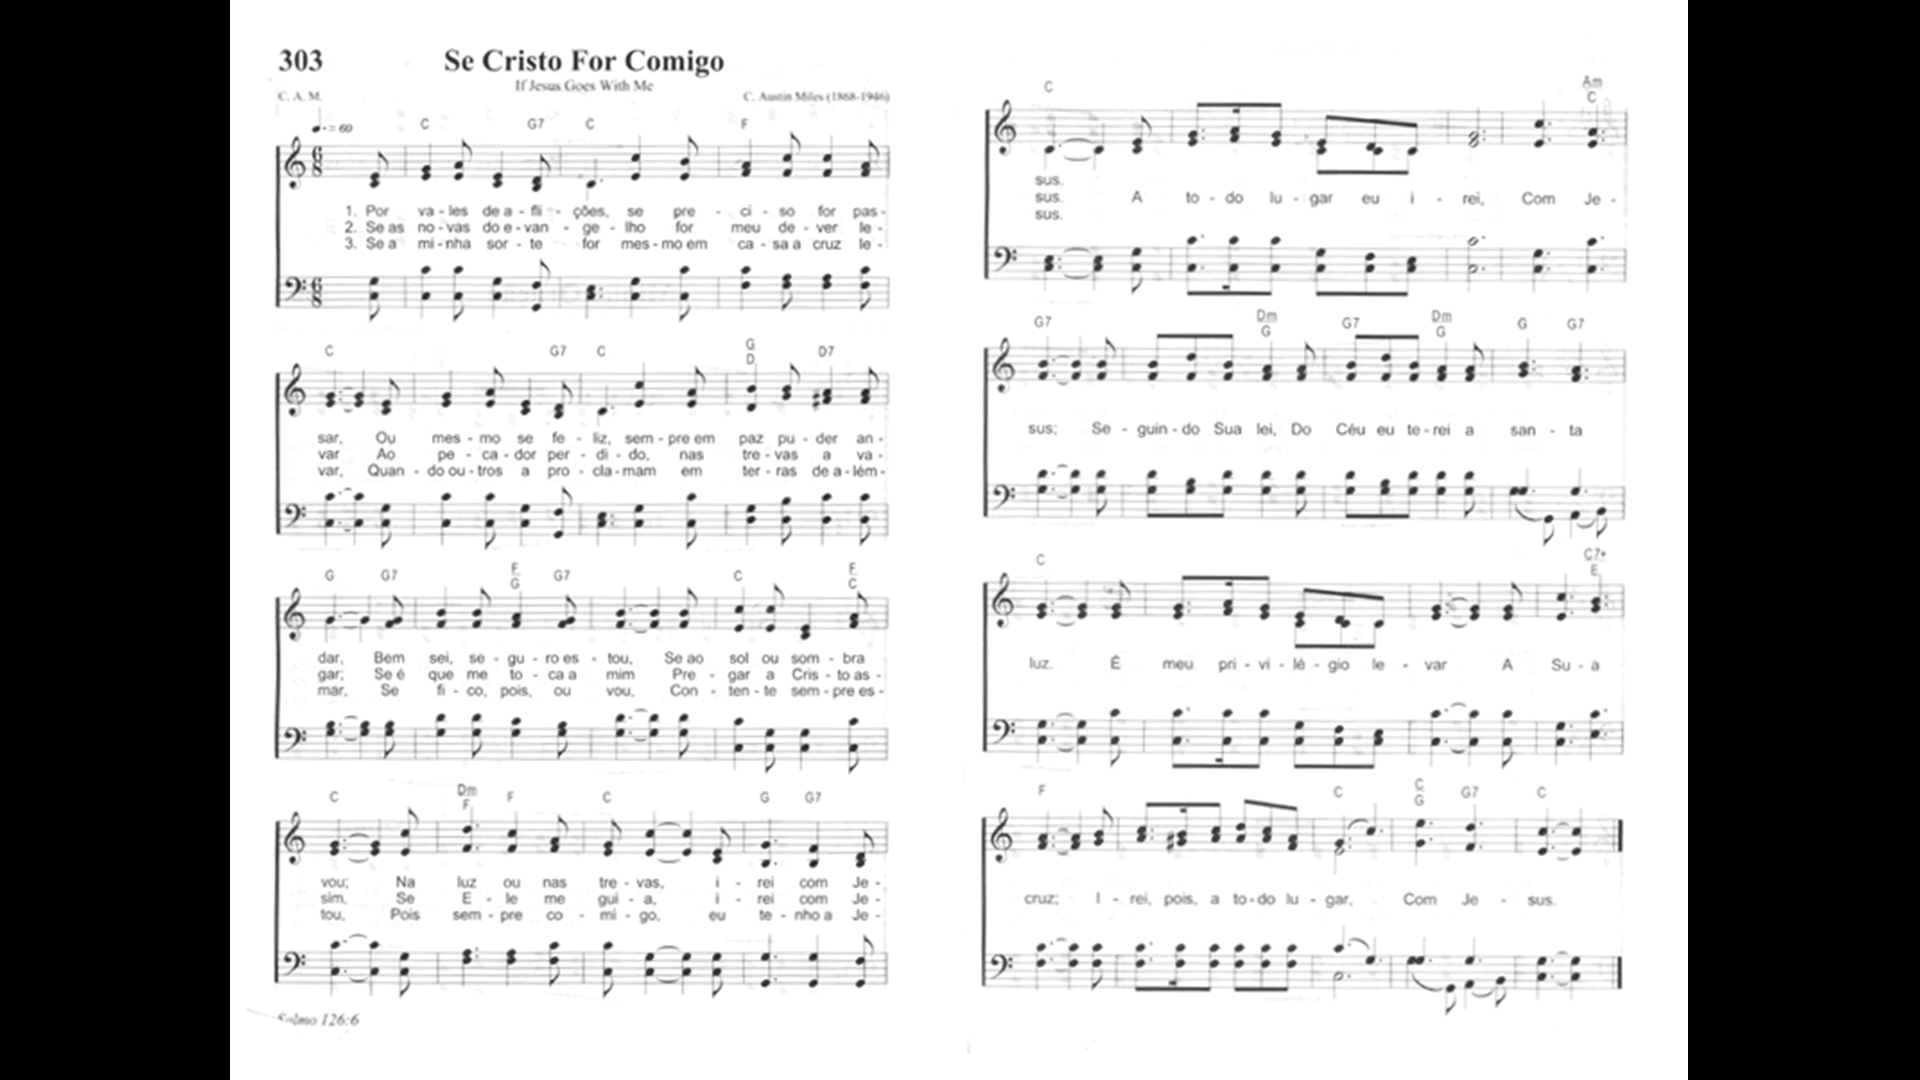 303 Se Cristo For Comigo
If Jesus Goes With Me
C. A. M. C. Austin Miles (1868-1946)
= 60
C G7 C F
1. Por va - les de a - fli - ções, se pre - ci - so for pas -
2. Se as no - vas do e - van - ge - lho for meu de - ver le -
3. Se a mi - nha sor - te for mes - mo em ca - sa a cruz le -
C G7 C G D D7
sar, Ou mes - mo se fe - liz, sem - pre em paz pu - der an -
var Ao pe - ca - dor per - di - do, nas tre - vas a va -
var, Quan - do ou - tros a pro - cla - mam em ter - ras de a - lém -
G G7 F G G7 C F C
dar, Bem sei, se - gu - ro es - tou, Se ao sol ou som - bra
gar; Se é que me to - ca a mim Pre - gar a Cris - to as -
mar, Se fi - co, pois, ou vou, Con - ten - te sem - pre es -
C Dm F F C G G7
vou; Na luz ou nas tre - vas, i - rei com Je -
sim, Se E - le me gui - a, i - rei com Je -
tou, Pois sem - pre co - mi - go, eu te - nho a Je -
Salmo 126:6
C Am C
sus.
sus. A to - do lu - gar eu i - rei, Com Je -
sus.
G7 Dm G G7 Dm G G G7
sus; Se - guin - do Sua lei, Do Céu eu te - rei a san - ta
C C7+ E
luz. É meu pri - vi - lé - gio le - var A Su - a
F C C G G7 C
cruz; I - rei, pois, a to - do lu - gar, Com Je - sus.